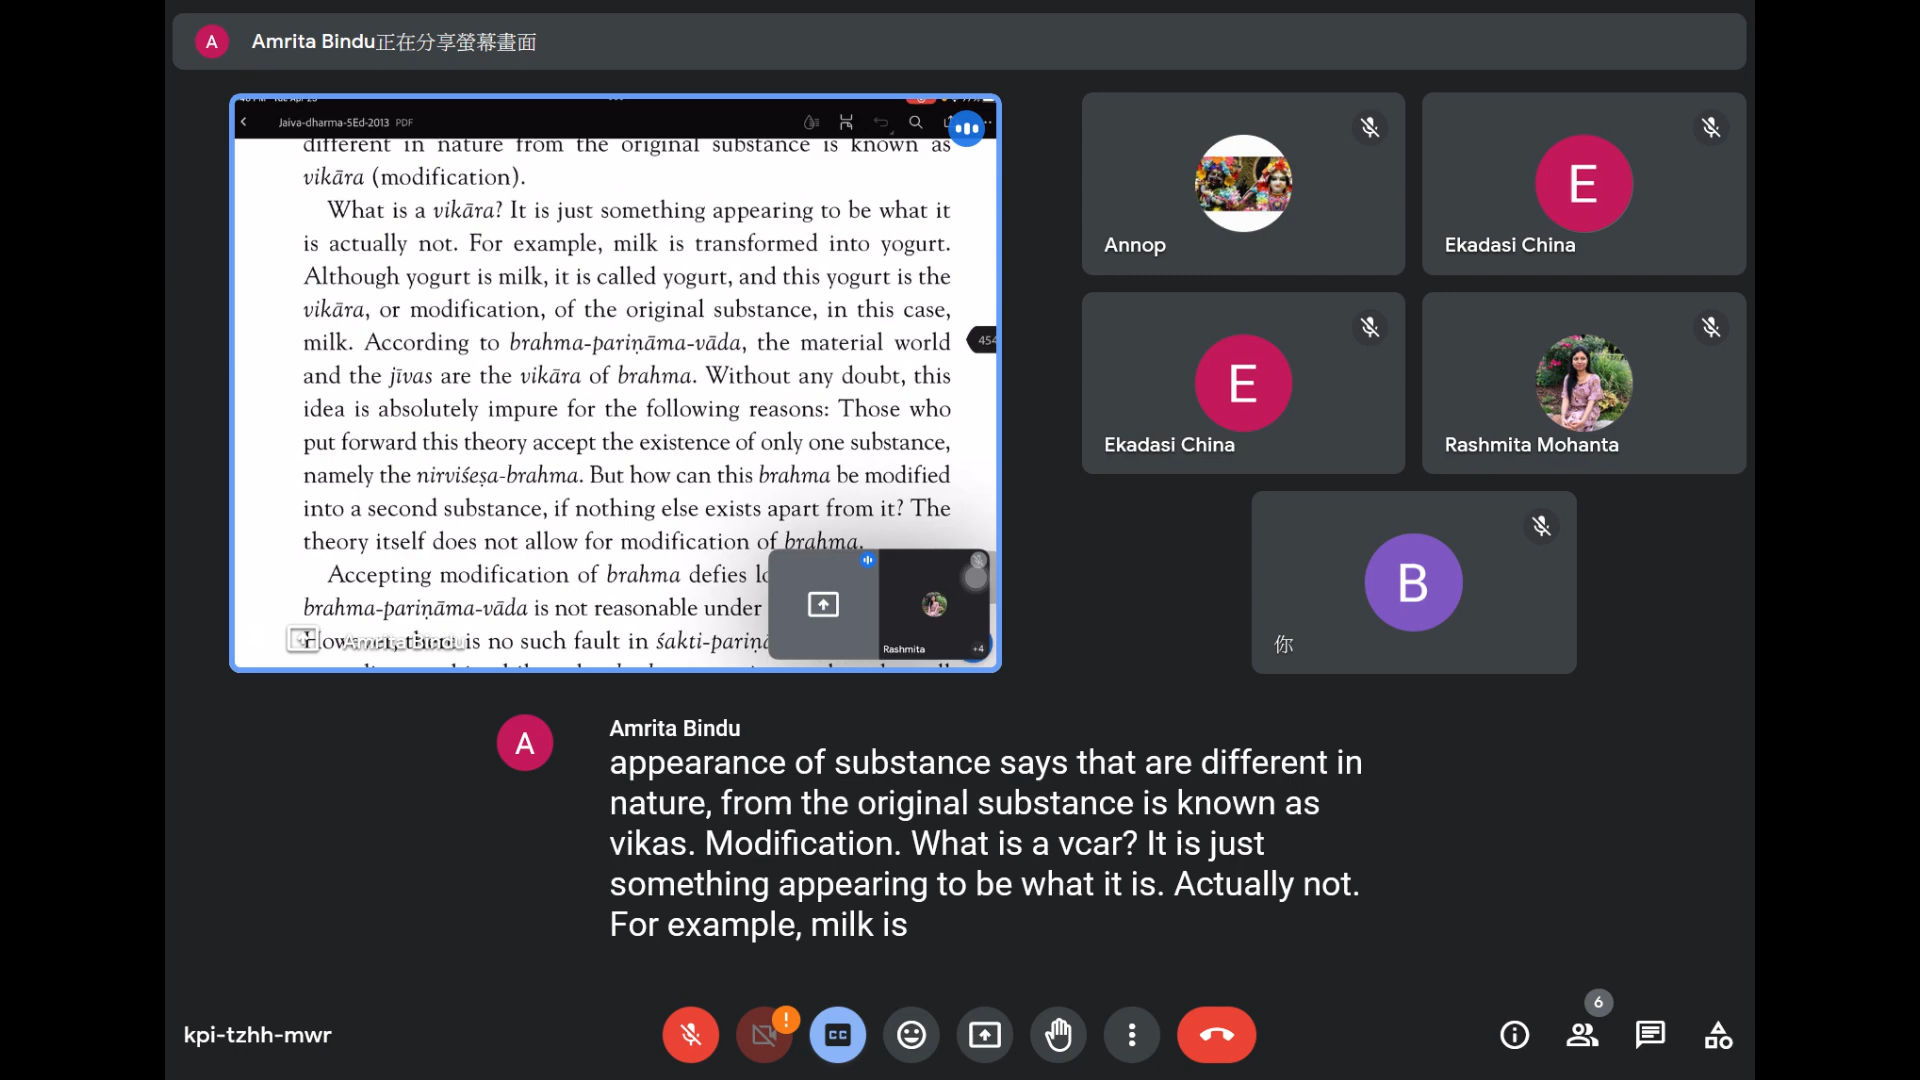 A
Amrita Bindu正在分享螢幕畫面
Jaiva-dharma-5Ed-2013 PDF
different in nature from the original substance is known as
vikāra (modification).
What is a vikāra? It is just something appearing to be what it
is actually not. For example, milk is transformed into yogurt.
Although yogurt is milk, it is called yogurt, and this yogurt is the
vikāra, or modification, of the original substance, in this case,
milk. According to brahma-pariṇāma-vāda, the material world
and the jīvas are the vikāra of brahma. Without any doubt, this
idea is absolutely impure for the following reasons: Those who
put forward this theory accept the existence of only one substance,
namely the nirviśeṣa-brahma. But how can this brahma be modified
into a second substance, if nothing else exists apart from it? The
theory itself does not allow for modification of brahma.
Accepting modification of brahma defies
brahma-pariṇāma-vāda is not reasonable under
is no such fault in śakti-pariṇā
454
Amrita Bindu
Rashmita
+4
Annop
E
Ekadasi China
E
Ekadasi China
Rashmita Mohanta
B
你
A
Amrita Bindu
appearance of substance says that are different in
nature, from the original substance is known as
vikas. Modification. What is a vcar? It is just
something appearing to be what it is. Actually not.
For example, milk is
kpi-tzhh-mwr
!
CC
6